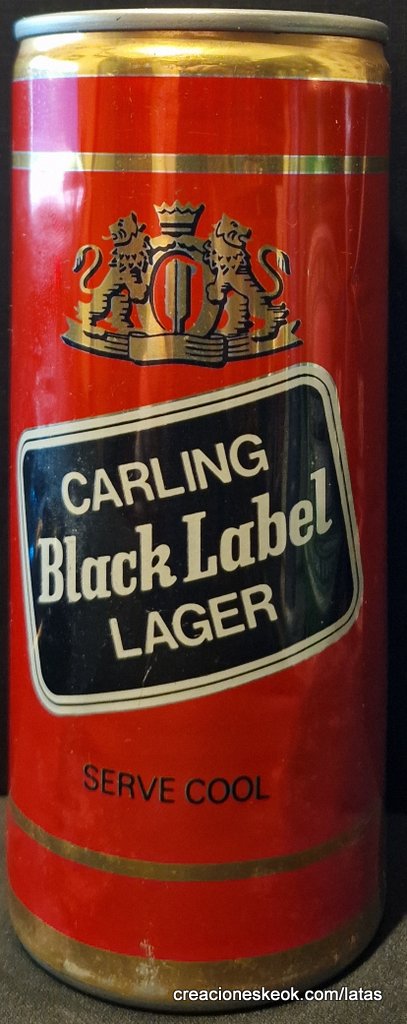 CARLING
Black Label
LAGER
SERVE COOL
creacioneskeok.com/latas